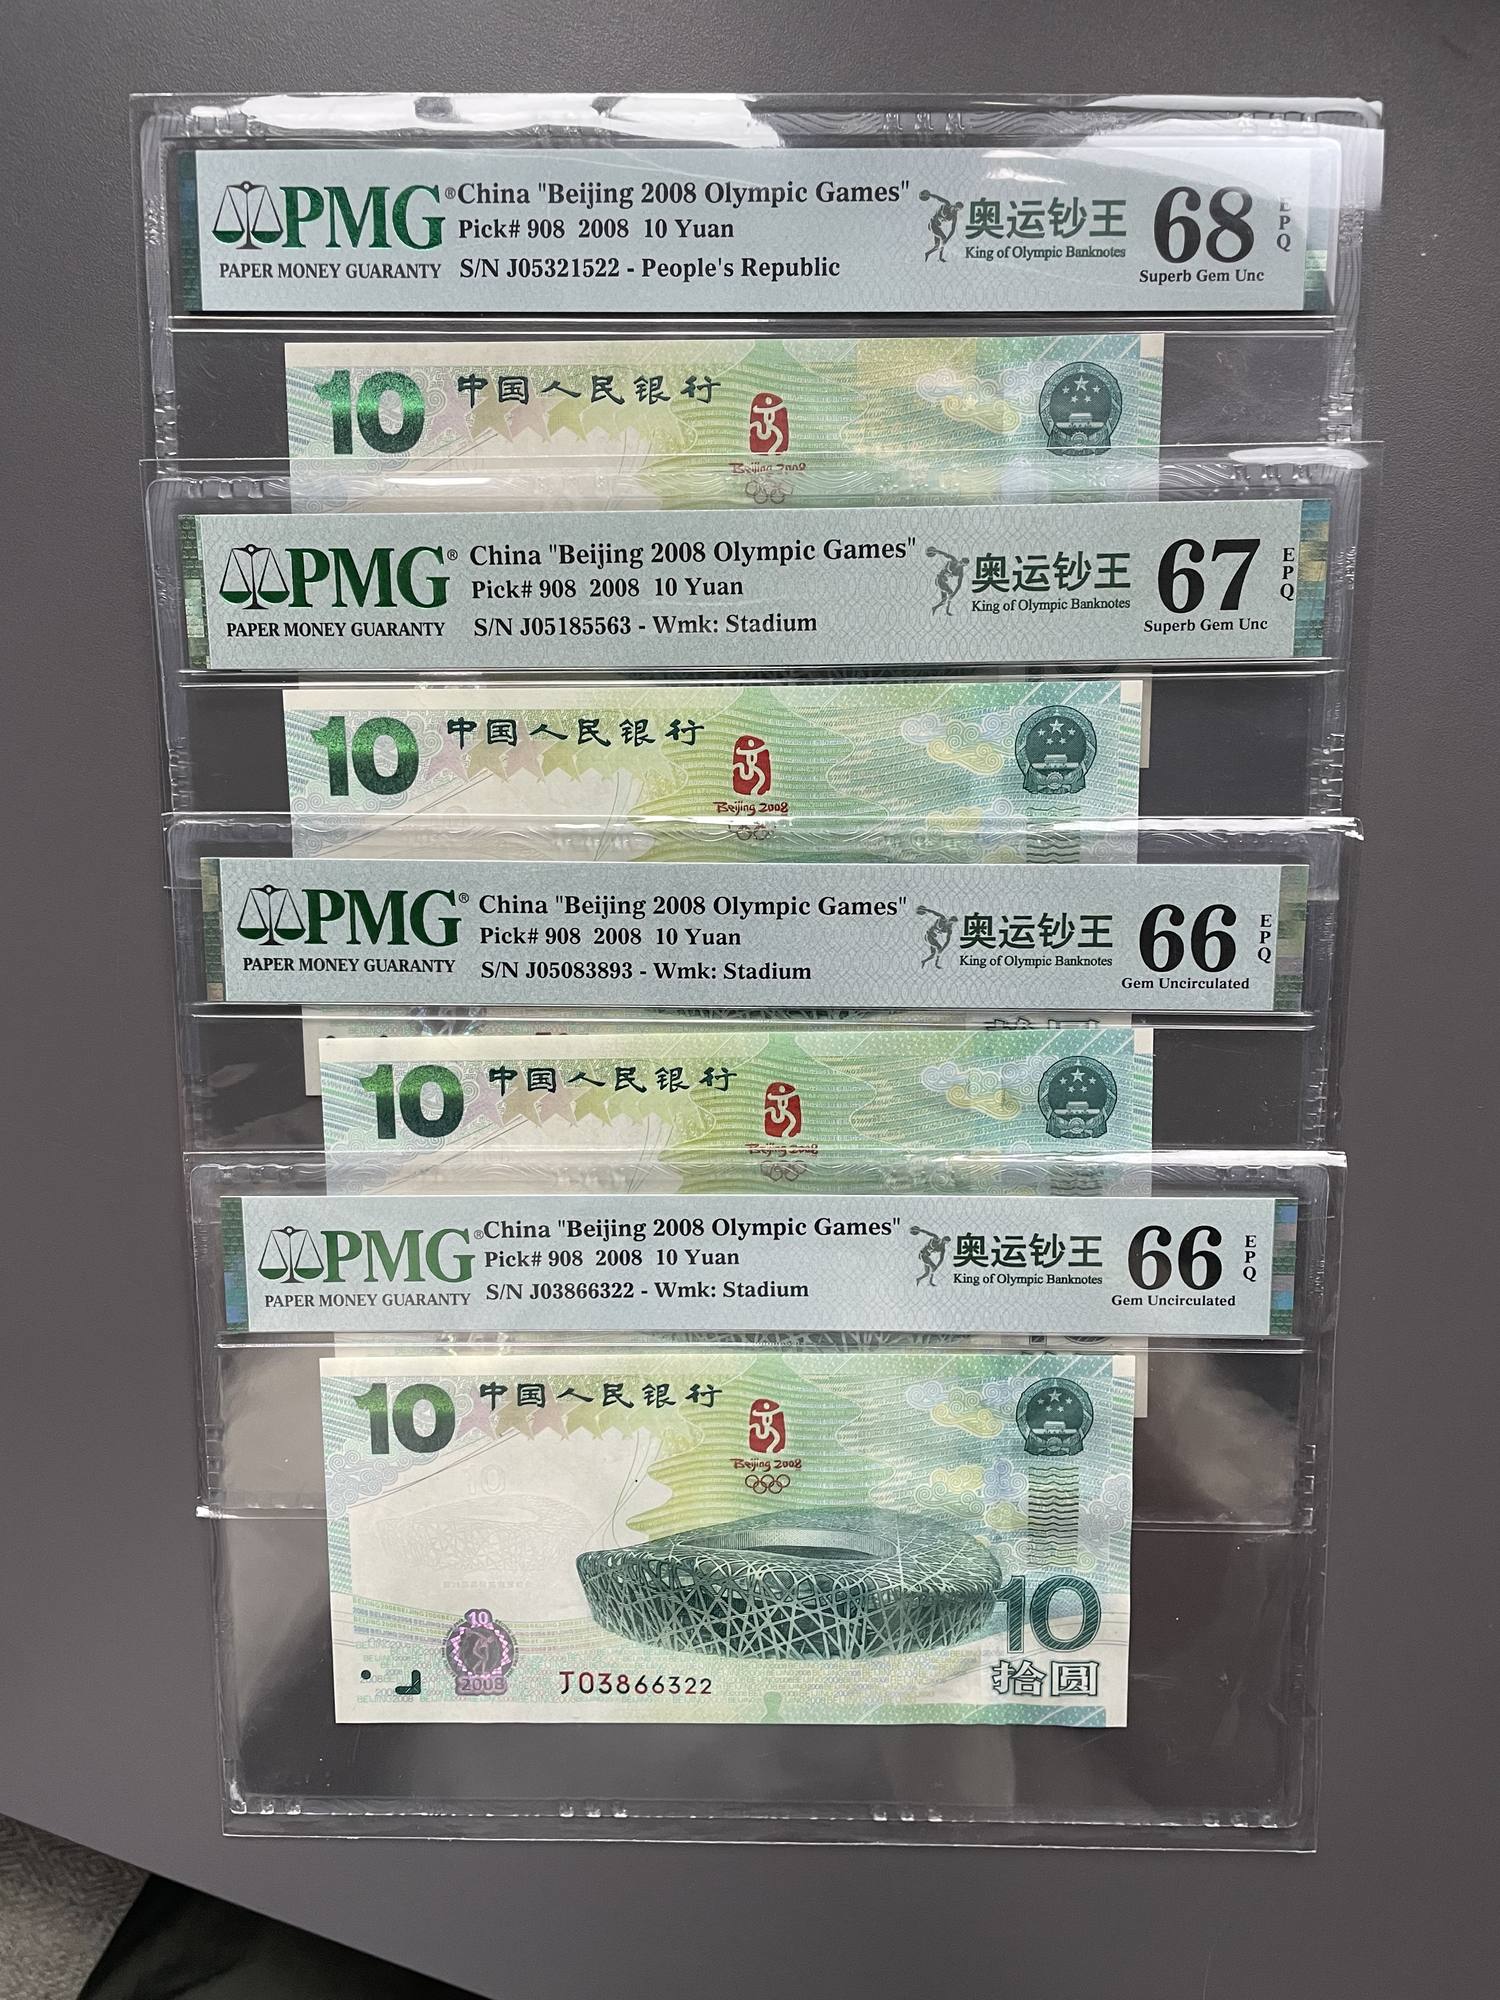 PMG®
PAPER MONEY GUARANTY
China "Beijing 2008 Olympic Games"
Pick# 908 2008 10 Yuan
S/N J05321522 - People's Republic
奥运钞王
King of Olympic Banknotes
68
EPQ
Superb Gem Unc
10
中国人民银行
Beijing 2008
PMG®
PAPER MONEY GUARANTY
China "Beijing 2008 Olympic Games"
Pick# 908 2008 10 Yuan
S/N J05185563 - Wmk: Stadium
奥运钞王
King of Olympic Banknotes
67
EPQ
Superb Gem Unc
10
中国人民银行
Beijing 2008
PMG®
PAPER MONEY GUARANTY
China "Beijing 2008 Olympic Games"
Pick# 908 2008 10 Yuan
S/N J05083893 - Wmk: Stadium
奥运钞王
King of Olympic Banknotes
66
EPQ
Gem Uncirculated
10
中国人民银行
Beijing 2008
PMG®
PAPER MONEY GUARANTY
China "Beijing 2008 Olympic Games"
Pick# 908 2008 10 Yuan
S/N J03866322 - Wmk: Stadium
奥运钞王
King of Olympic Banknotes
66
EPQ
Gem Uncirculated
10
中国人民银行
Beijing 2008
10
10
2008
J03866322
10
拾圆